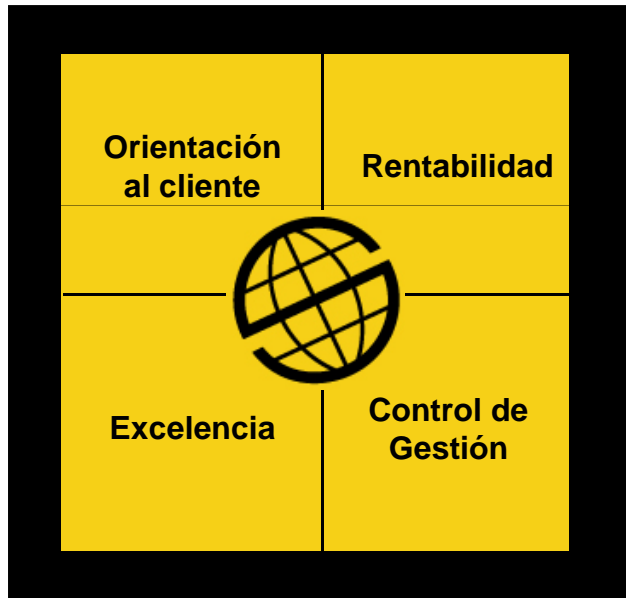 Orientación
al cliente
Rentabilidad
Excelencia
Control de
Gestión